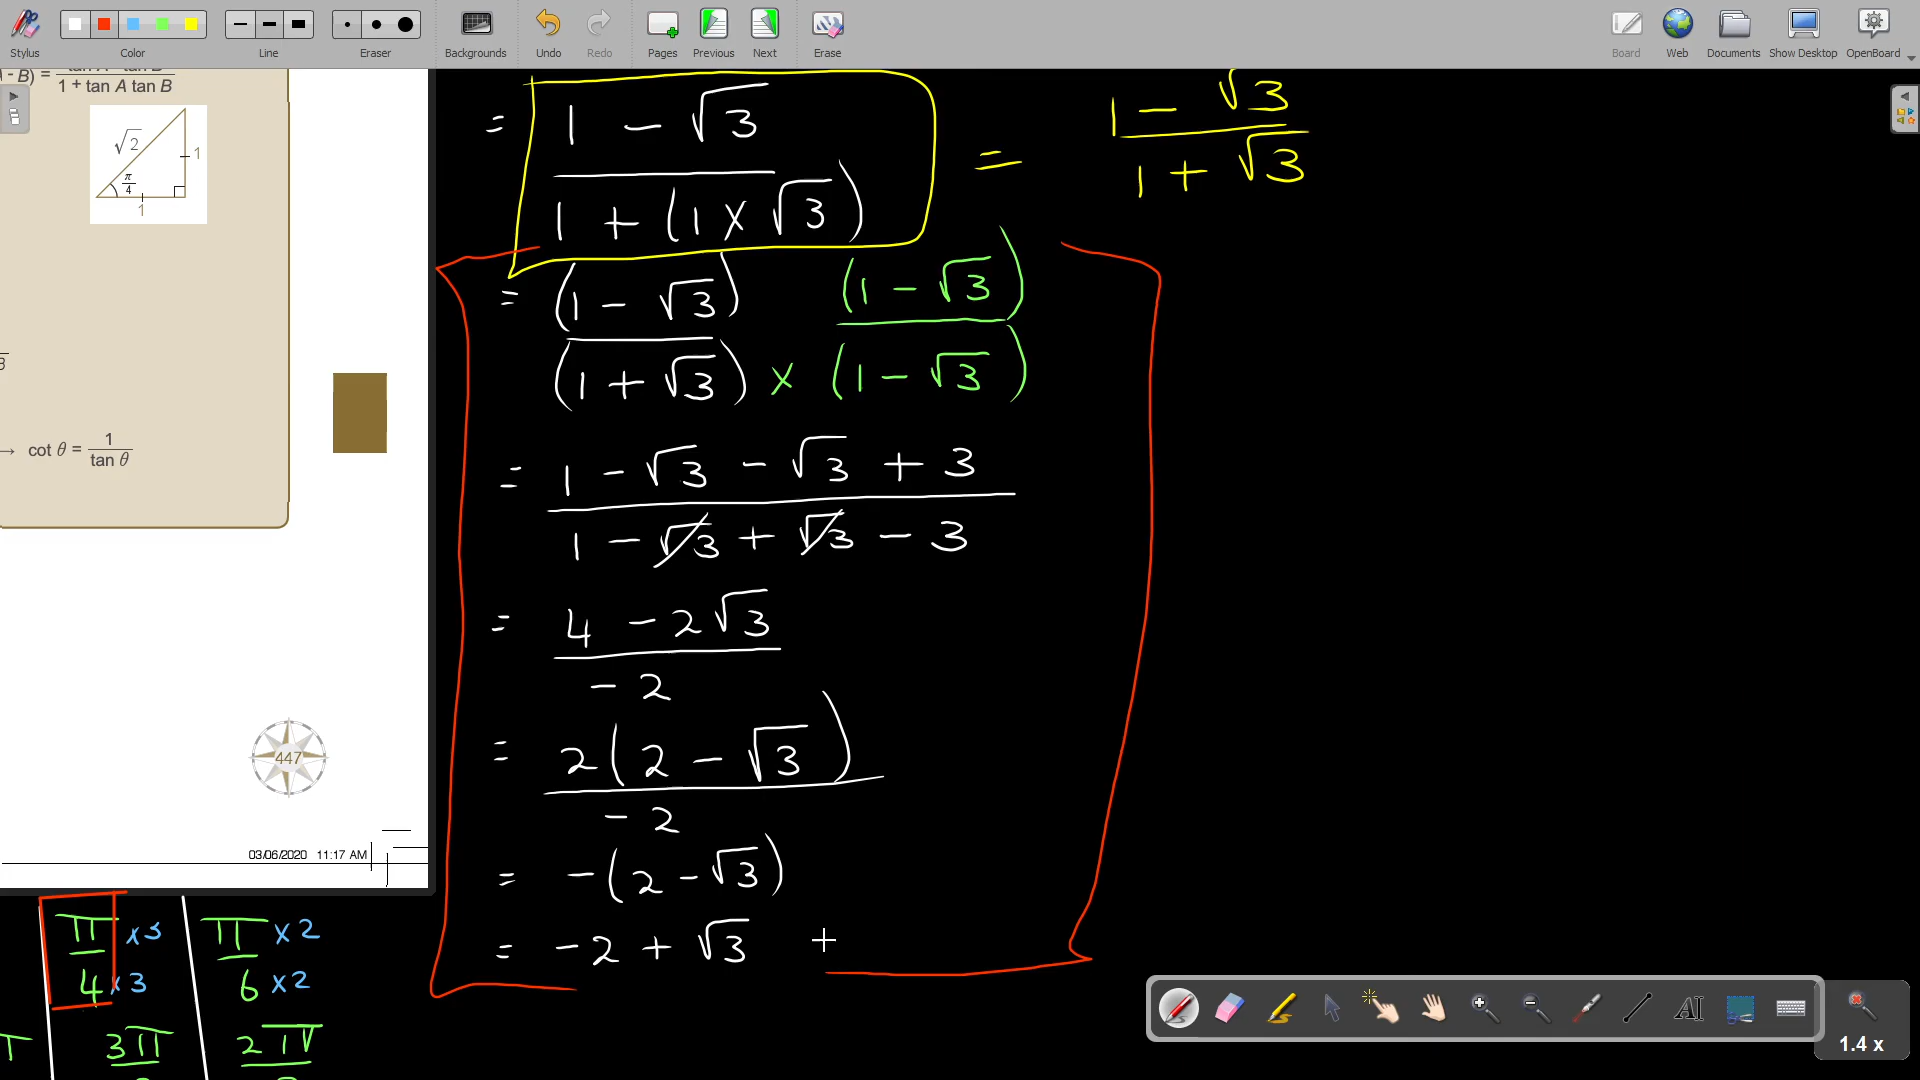 Stylus Color Line Eraser Backgrounds Undo Redo Pages Previous Next Erase Board Web Documents Show Desktop OpenBoard
- B) =
1 + tan A tan B
√2
π/4
1
1
→ cot θ = 1/tan θ
447
03/06/2020 11:17 AM
= (1 - √3)/(1 + (1 × √3)) = (1 - √3)/(1 + √3)
= (1 - √3)/(1 + √3) × (1 - √3)/(1 - √3)
= (1 - √3 - √3 + 3)/(1 - √3 + √3 - 3)
= (4 - 2√3)/(-2)
= 2(2 - √3)/(-2)
= -(2 - √3)
= -2 + √3
π ×3
4 ×3
3π
π ×2
6 ×2
2π
1.4 x